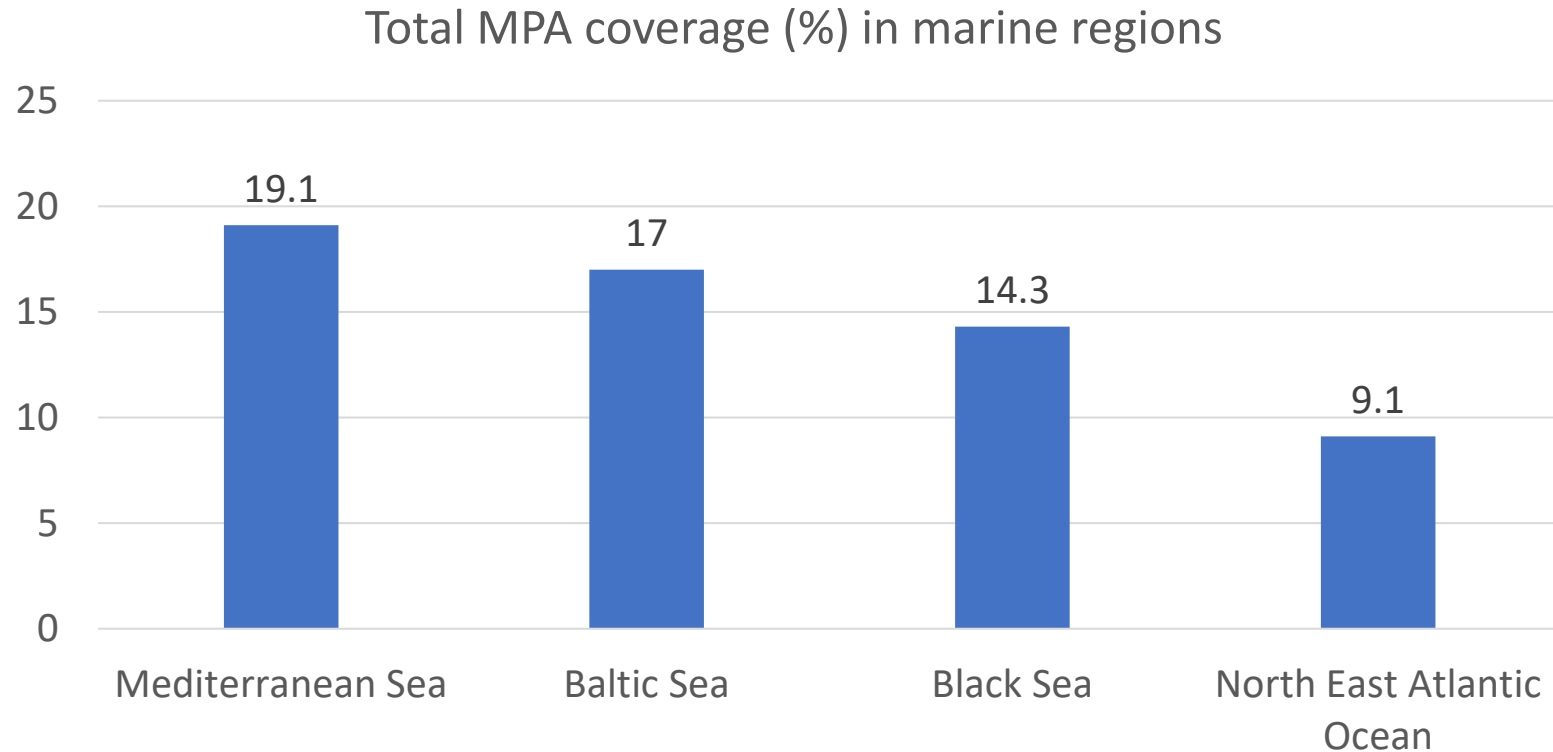 Total MPA coverage (%) in marine regions
25
20
15
10
5
0
19.1
17
14.3
9.1
Mediterranean Sea
Baltic Sea
Black Sea
North East Atlantic
Ocean